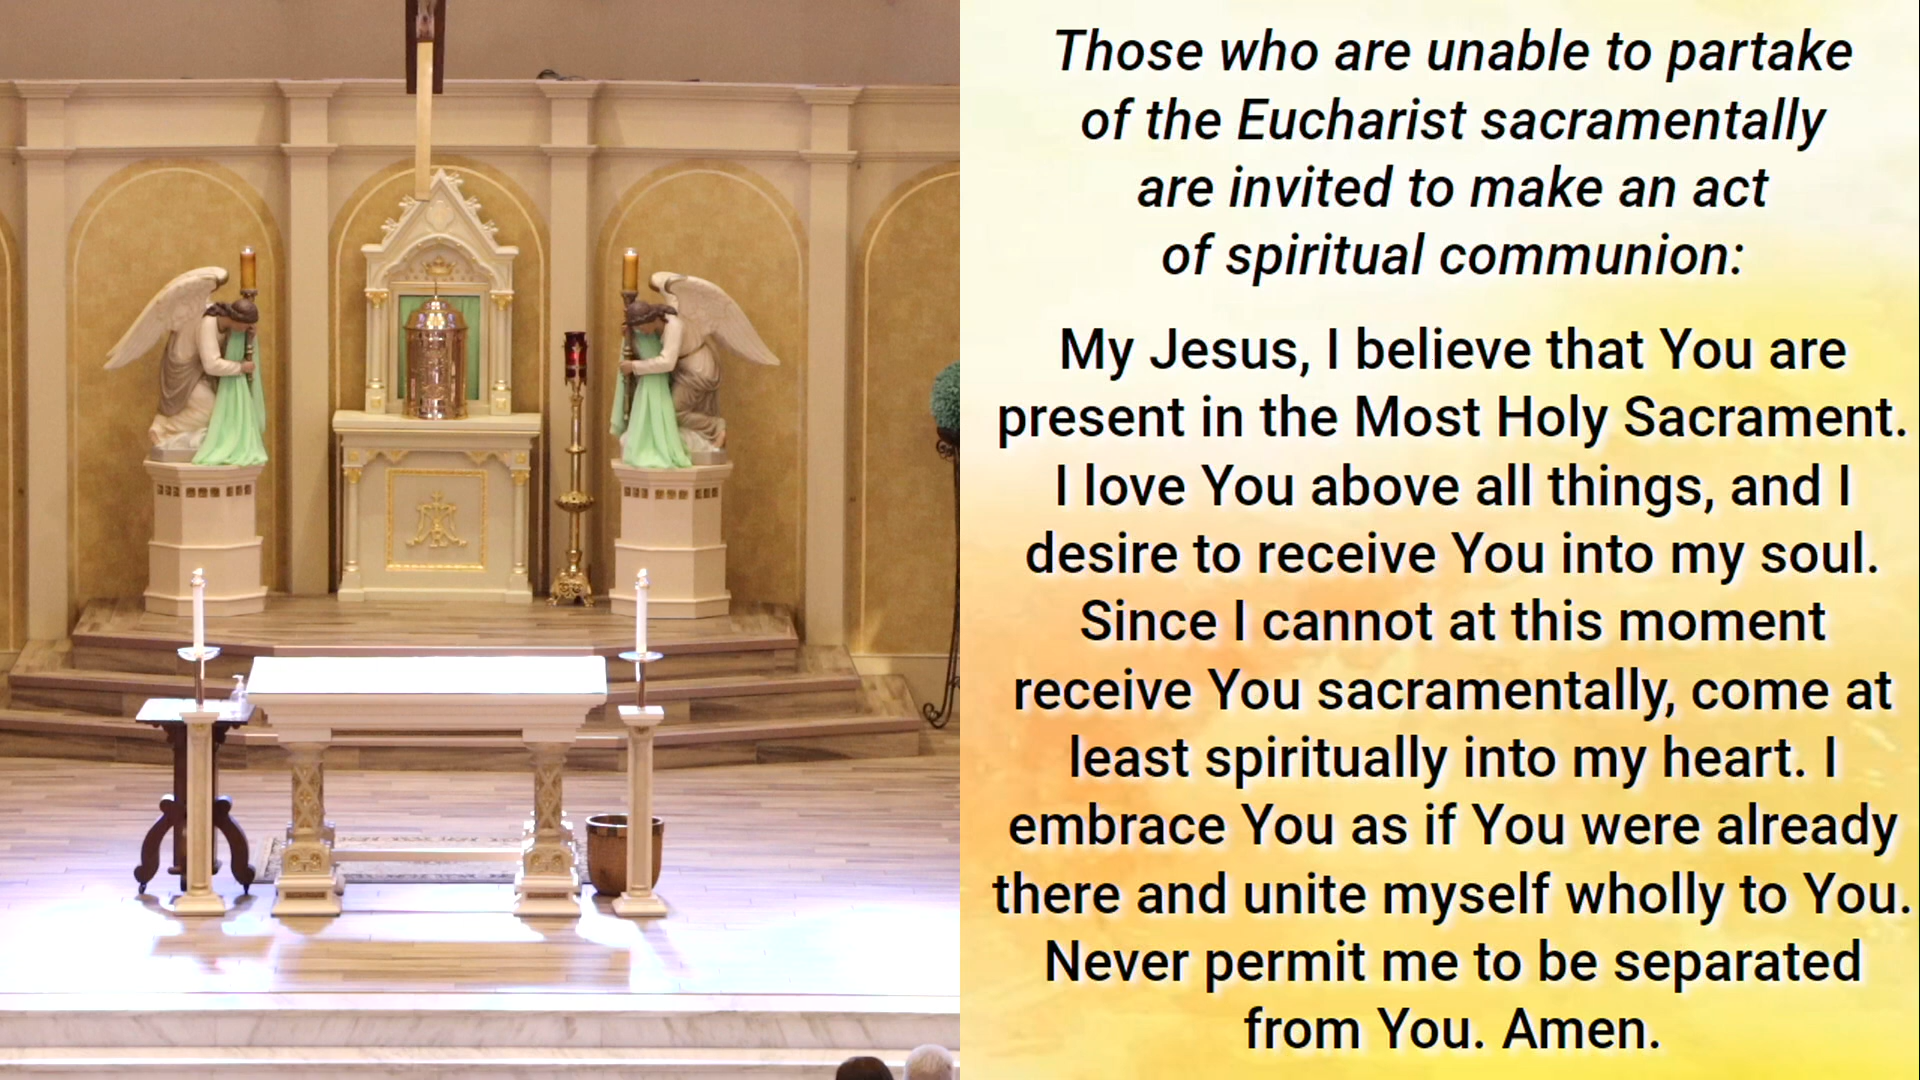 Those who are unable to partake
of the Eucharist sacramentally
are invited to make an act
of spiritual communion:
My Jesus, I believe that You are
present in the Most Holy Sacrament.
I love You above all things, and I
desire to receive You into my soul.
Since I cannot at this moment
receive You sacramentally, come at
least spiritually into my heart. I
embrace You as if You were already
there and unite myself wholly to You.
Never permit me to be separated
from You. Amen.